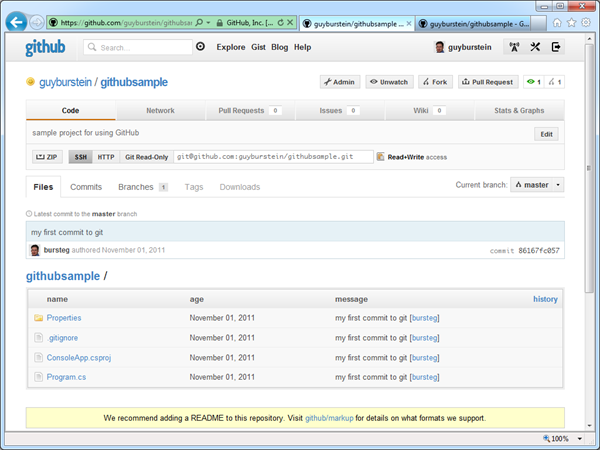 https://github.com/guyburstein/githubsa
GitHub, Inc. [
guyburstein/githubsample ...
guyburstein/githubsample - G...
github
Search...
Explore Gist Blog Help
guyburstein
guyburstein / githubsample
Admin
Unwatch
Fork
Pull Request
1
1
Code
Network
Pull Requests 0
Issues 0
Wiki 0
Stats & Graphs
sample project for using GitHub
Edit
ZIP
SSH
HTTP
Git Read-Only
git@github.com:guyburstein/githubsample.git
Read+Write access
Files
Commits
Branches 1
Tags
Downloads
Current branch: master
Latest commit to the master branch
my first commit to git
bursteg authored November 01, 2011
commit 86167fc057
githubsample /
name age message history
Properties November 01, 2011 my first commit to git [bursteg]
.gitignore November 01, 2011 my first commit to git [bursteg]
ConsoleApp.csproj November 01, 2011 my first commit to git [bursteg]
Program.cs November 01, 2011 my first commit to git [bursteg]
We recommend adding a README to this repository. Visit github/markup for details on what formats we support.
100%